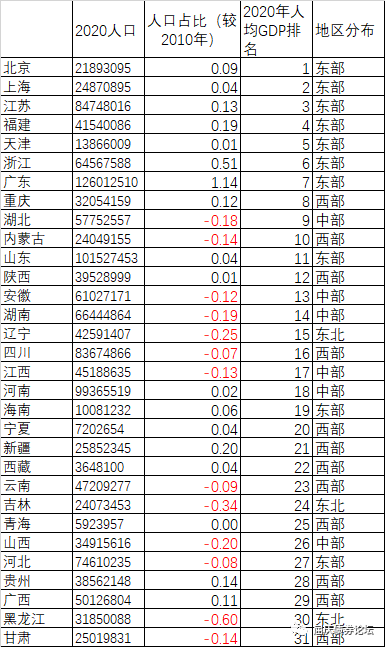 2020人口 人口占比（较2010年） 2020年人均GDP排名 地区分布
北京 21893095 0.09 1 东部
上海 24870895 0.04 2 东部
江苏 84748016 0.13 3 东部
福建 41540086 0.19 4 东部
天津 13866009 0.01 5 东部
浙江 64567588 0.51 6 东部
广东 126012510 1.14 7 东部
重庆 32054159 0.12 8 西部
湖北 57752557 -0.18 9 中部
内蒙古 24049155 -0.14 10 西部
山东 101527453 0.04 11 东部
陕西 39528999 0.01 12 西部
安徽 61027171 -0.12 13 中部
湖南 66444864 -0.19 14 中部
辽宁 42591407 -0.25 15 东北
四川 83674866 -0.07 16 西部
江西 45188635 -0.13 17 中部
河南 99365519 0.02 18 中部
海南 10081232 0.06 19 东部
宁夏 7202654 0.04 20 西部
新疆 25852345 0.20 21 西部
西藏 3648100 0.04 22 西部
云南 47209277 -0.09 23 西部
吉林 24073453 -0.34 24 东北
青海 5923957 0.00 25 西部
山西 34915616 -0.20 26 中部
河北 74610235 -0.08 27 东部
贵州 38562148 0.14 28 西部
广西 50126804 0.11 29 西部
黑龙江 31850088 -0.60 30 东北
甘肃 25019831 -0.14 31 西部